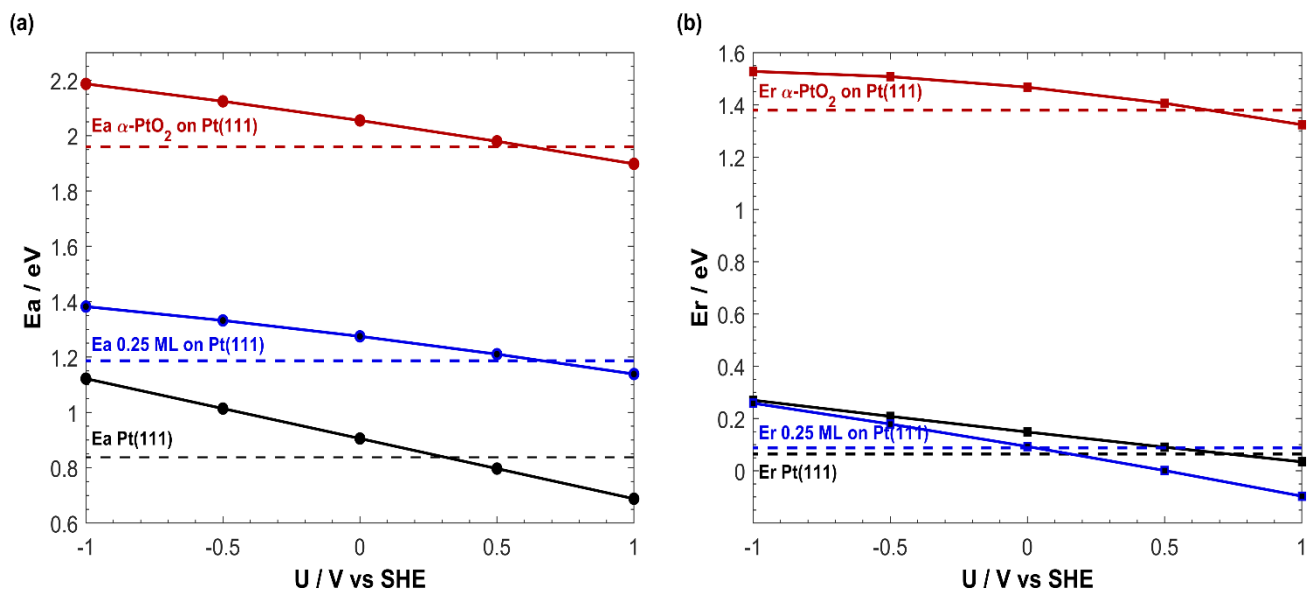 (a)
2.2
2
1.8
1.6
1.4
1.2
1
0.8
0.6
Ea / eV
Ea α-PtO2 on Pt(111)
Ea 0.25 ML on Pt(111)
Ea Pt(111)
-1
-0.5
0
0.5
1
U / V vs SHE
(b)
1.6
1.4
1.2
1
0.8
0.6
0.4
0.2
0
Er / eV
Er α-PtO2 on Pt(111)
Er 0.25 ML on Pt(111)
Er Pt(111)
-1
-0.5
0
0.5
1
U / V vs SHE